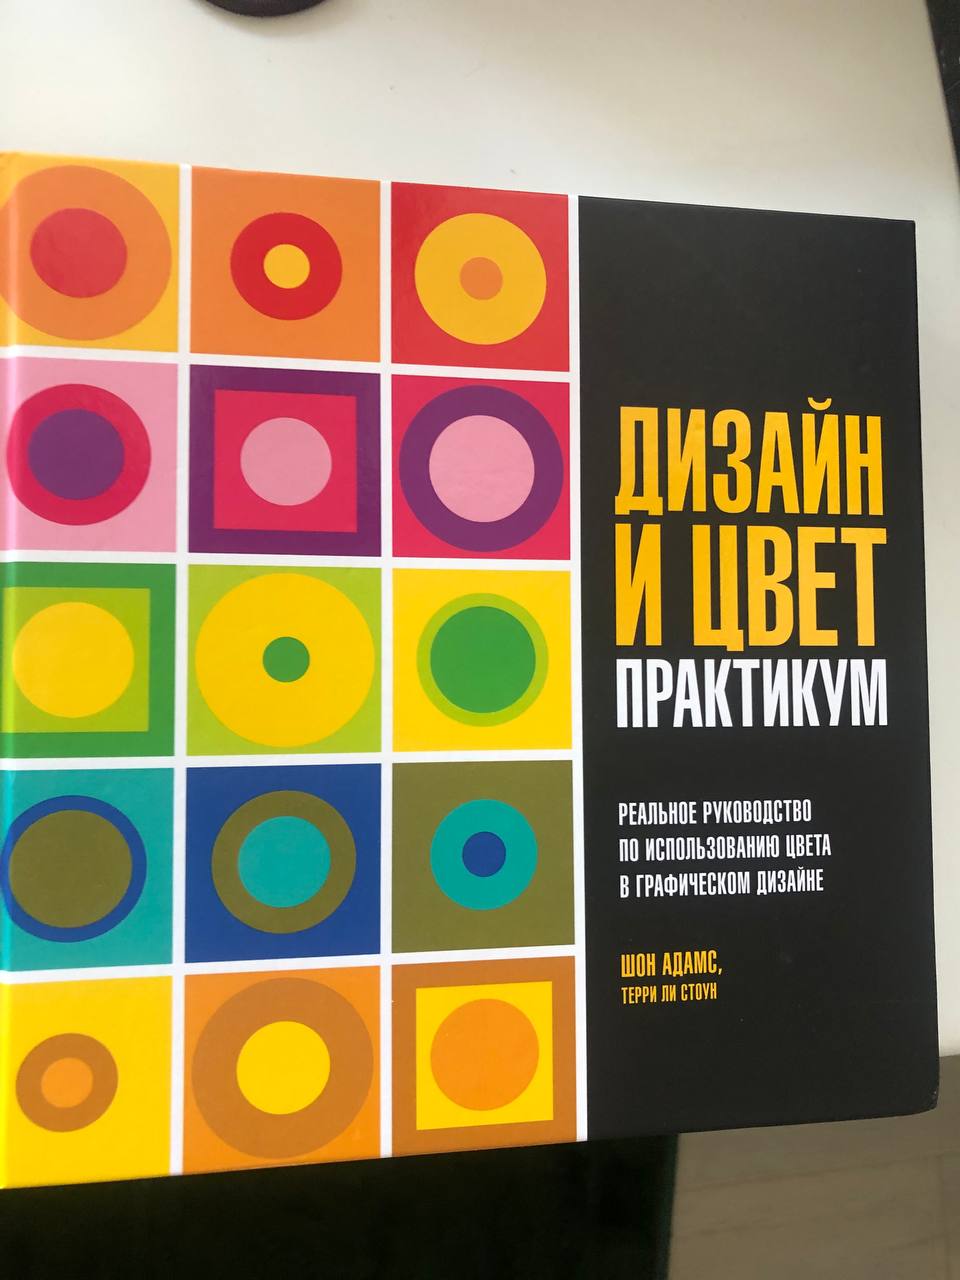 ДИЗАЙН
И ЦВЕТ
ПРАКТИКУМ
РЕАЛЬНОЕ РУКОВОДСТВО
ПО ИСПОЛЬЗОВАНИЮ ЦВЕТА
В ГРАФИЧЕСКОМ ДИЗАЙНЕ
ШОН АДАМС,
ТЕРРИ ЛИ СТОУН